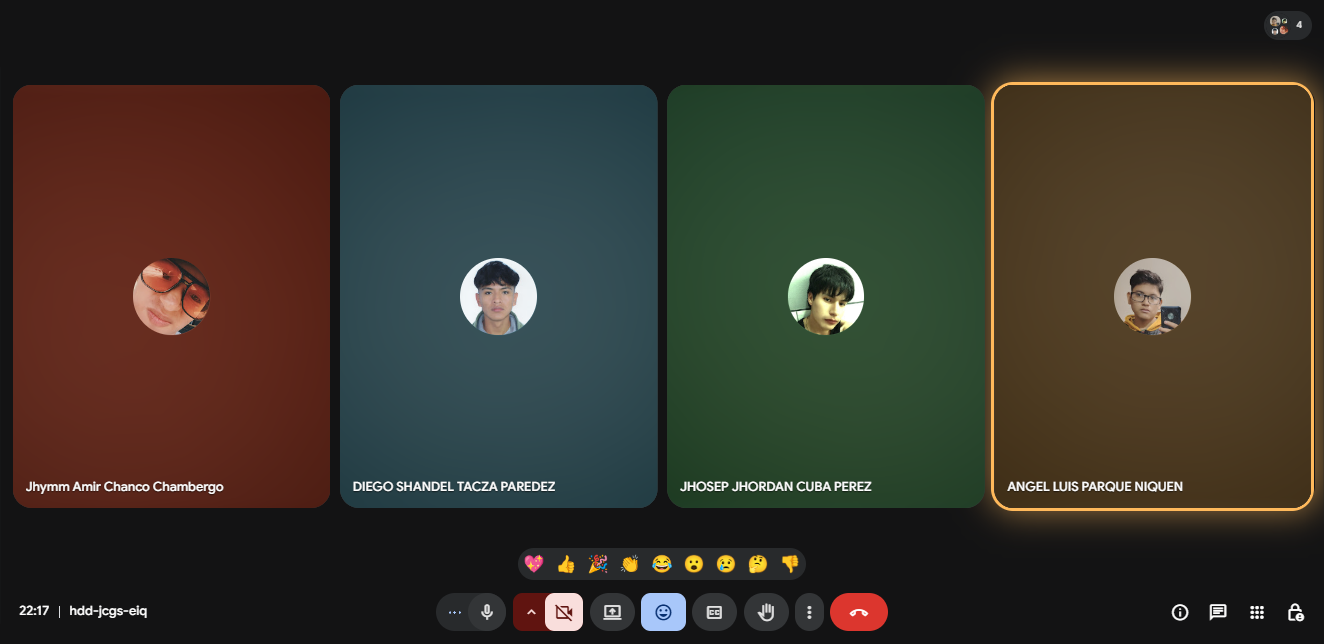 4
Jhymm Amir Chanco Chambergo
DIEGO SHANDEL TACZA PAREDEZ
JHOSEP JHORDAN CUBA PEREZ
ANGEL LUIS PARQUE NIQUEN
22:17 | hdd-jcgs-eiq
CC